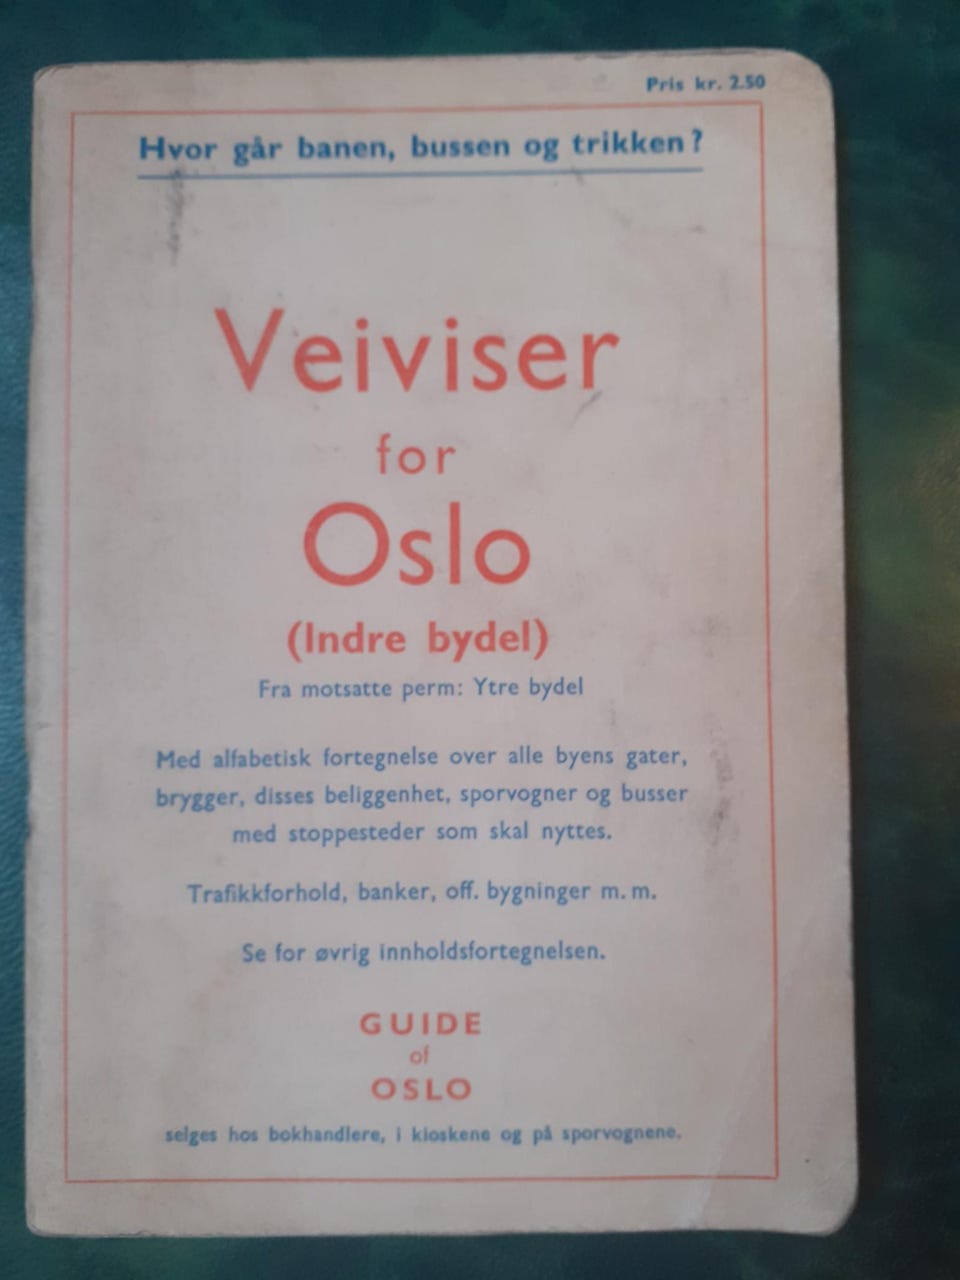 Pris kr. 2.50
Hvor går banen, bussen og trikken?
Veiviser
for
Oslo
(Indre bydel)
Fra motsatte perm: Ytre bydel
Med alfabetisk fortegnelse over alle byens gater,
brygger, disses beliggenhet, sporvogner og busser
med stoppesteder som skal nyttes.
Trafikkforhold, banker, off. bygninger m. m.
Se for øvrig innholdsfortegnelsen.
GUIDE
of
OSLO
selges hos bokhandlere, i kioskene og på sporvognene.